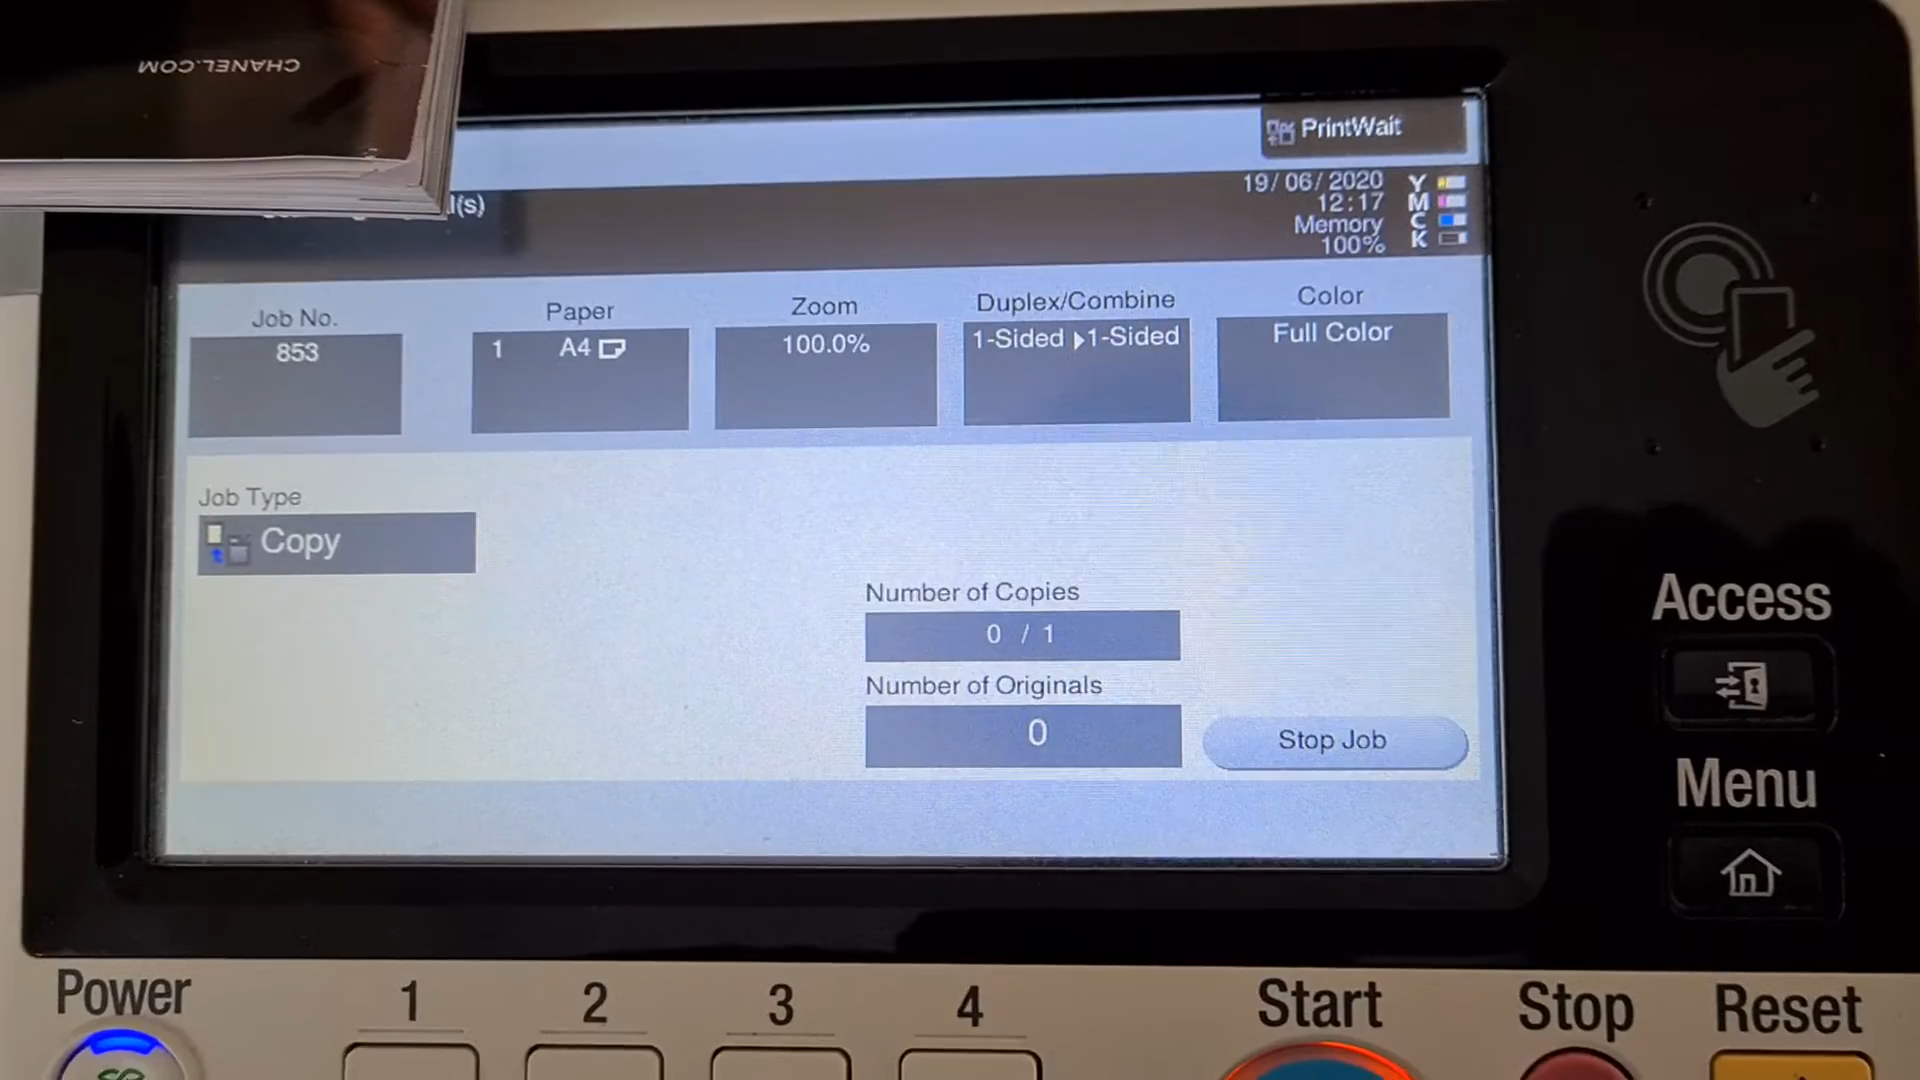 CHANEL.COM
PrintWait
l(s)
19/06/2020
12:17
Memory
100%
Y
M
C
K
Job No.
853
Paper
1 A4
Zoom
100.0%
Duplex/Combine
1-Sided ▶1-Sided
Color
Full Color
Job Type
Copy
Number of Copies
0 / 1
Number of Originals
0
Stop Job
Access
Menu
Power
1
2
3
4
Start
Stop
Reset